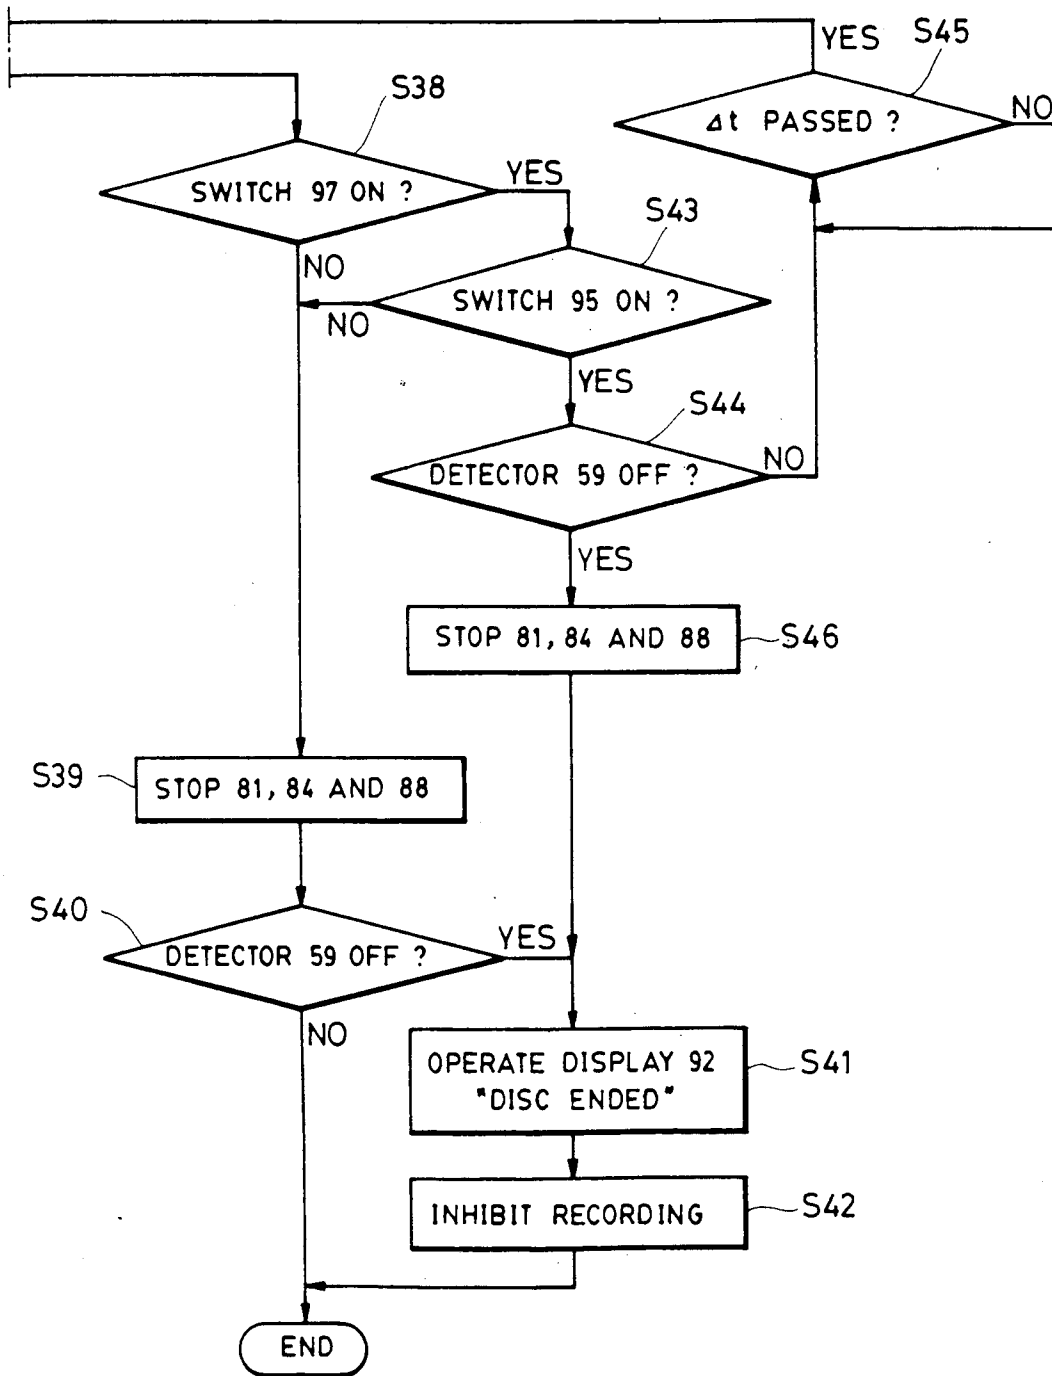 YES
S45
S38
Δt PASSED ?
NO
SWITCH 97 ON ?
YES
S43
NO
SWITCH 95 ON ?
NO
YES
S44
DETECTOR 59 OFF ?
NO
YES
STOP 81, 84 AND 88
S46
S39
STOP 81, 84 AND 88
S40
DETECTOR 59 OFF ?
YES
NO
OPERATE DISPLAY 92
"DISC ENDED"
S41
INHIBIT RECORDING
S42
END